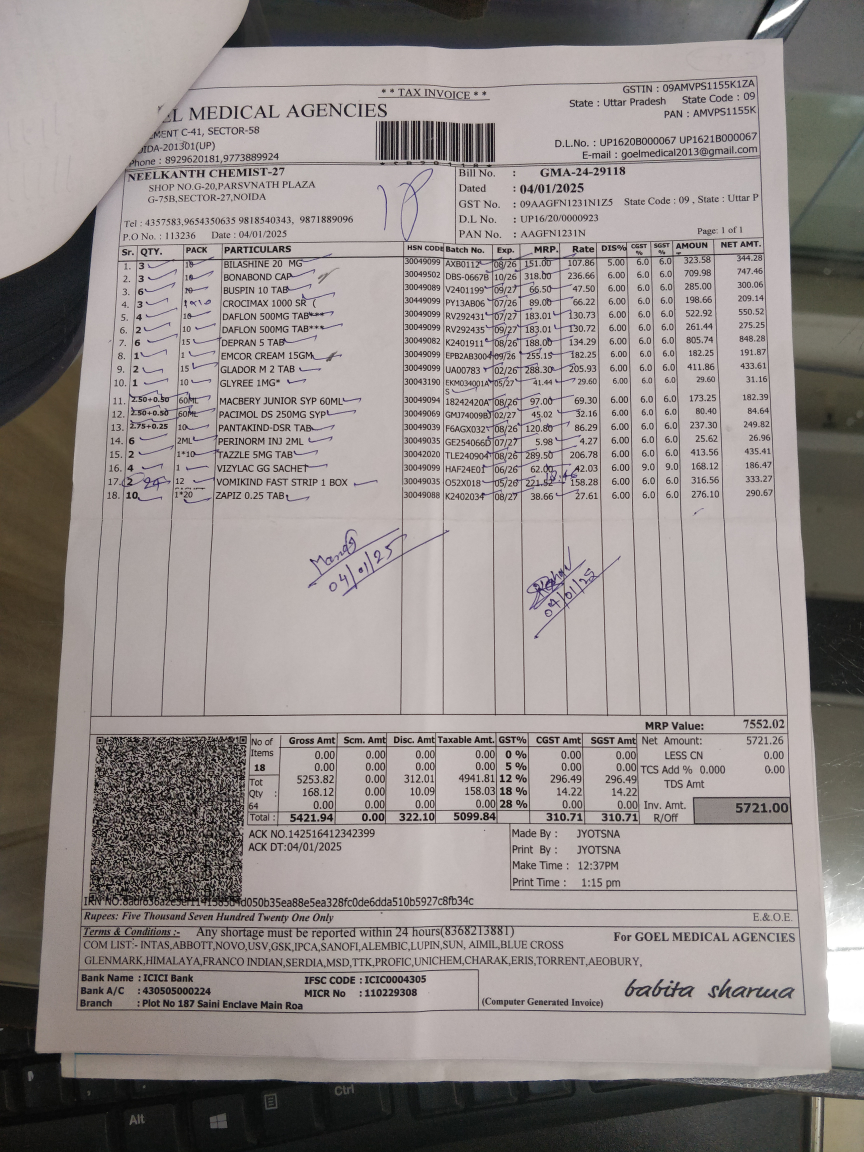 ** TAX INVOICE **
GSTIN : 09AMVPS1155K1ZA
State : Uttar Pradesh State Code : 09
PAN : AMVPS1155K
EL MEDICAL AGENCIES
EMENT C-41, SECTOR-58
IDA-201301(UP)
Phone : 8929620181,9773889924
D.L.No. : UP1620B000067 UP1621B000067
E-mail : goelmedical2013@gmail.com
NEELKANTH CHEMIST-27
SHOP NO.G-20,PARSVNATH PLAZA
G-75B,SECTOR-27,NOIDA
Tel : 4357583,9654350635 9818540343, 9871889096
P.O No. : 113236 Date : 04/01/2025
18
Bill No. : GMA-24-29118
Dated : 04/01/2025
GST No. : 09AAGFN1231N1Z5 State Code : 09 , State : Uttar P
D.L No. : UP16/20/0000923
PAN No. : AAGFN1231N
Page: 1 of 1
Sr. QTY. PACK PARTICULARS HSN CODE Batch No. Exp. MRP. Rate DIS% CGST % SGST % AMOUN NET AMT.
1. 3 10 BILASHINE 20 MG 30049099 AXB0112 08/26 151.00 107.86 5.00 6.0 6.0 323.58 344.28
2. 3 10 BONABOND CAP 30049502 DBS-0667B 10/26 318.00 236.66 6.00 6.0 6.0 709.98 747.46
3. 6 10 BUSPIN 10 TAB 30049089 V2401199 09/27 66.50 47.50 6.00 6.0 6.0 285.00 300.06
4. 3 CROCIMAX 1000 SR ( 30449099 PY13AB06 07/26 89.00 66.22 6.00 6.0 6.0 198.66 209.14
5. 4 10 DAFLON 500MG TAB*** 30049099 RV292431 07/27 183.01 130.73 6.00 6.0 6.0 522.92 550.52
6. 2 10 DAFLON 500MG TAB*** 30049099 RV292435 09/27 183.01 130.72 6.00 6.0 6.0 261.44 275.25
7. 6 15 DEPRAN 5 TAB 30049082 K2401911 08/26 188.00 134.29 6.00 6.0 6.0 805.74 848.28
8. 1 1 EMCOR CREAM 15GM 30049099 EPB2AB3004 09/26 255.15 182.25 6.00 6.0 6.0 182.25 191.87
9. 2 15 GLADOR M 2 TAB 30049099 UA00783 02/26 288.30 205.93 6.00 6.0 6.0 411.86 433.61
10. 1 10 GLYREE 1MG* 30043190 EKM034001A 05/27 41.44 29.60 6.00 6.0 6.0 29.60 31.16
11. 2.50+0.50 60ML MACBERY JUNIOR SYP 60ML 30049094 18242420A 08/26 97.00 69.30 6.00 6.0 6.0 173.25 182.39
12. 2.50+0.50 60ML PACIMOL DS 250MG SYP 30049069 GMJ74009B 02/27 45.02 32.16 6.00 6.0 6.0 80.40 84.64
13. 2.75+0.25 10 PANTAKIND-DSR TAB 30049039 F6AGX032 08/26 120.80 86.29 6.00 6.0 6.0 237.30 249.82
14. 6 2ML PERINORM INJ 2ML 30049035 GE254066D 07/27 5.98 4.27 6.00 6.0 6.0 25.62 26.96
15. 2 1*10 TAZZLE 5MG TAB 30042020 TLE240904 08/26 289.50 206.78 6.00 6.0 6.0 413.56 435.41
16. 4 1 VIZYLAC GG SACHET 30049099 HAF24E01 06/26 62.00 42.03 6.00 9.0 9.0 168.12 186.47
17. 2 24 12 VOMIKIND FAST STRIP 1 BOX 30049035 O52X018 05/26 221.52 18.46 158.28 6.00 6.0 6.0 316.56 333.27
18. 10 1*20 ZAPIZ 0.25 TAB 30049088 K2402034 08/27 38.66 27.61 6.00 6.0 6.0 276.10 290.67
04/01/25
04/01/25
MRP Value: 7552.02
No of Items 18
Tot Qty : 64
Gross Amt Scm. Amt Disc. Amt Taxable Amt. GST% CGST Amt SGST Amt
0.00 0.00 0.00 0.00 0 % 0.00 0.00
0.00 0.00 0.00 0.00 5 % 0.00 0.00
5253.82 0.00 312.01 4941.81 12 % 296.49 296.49
168.12 0.00 10.09 158.03 18 % 14.22 14.22
0.00 0.00 0.00 0.00 28 % 0.00 0.00
Total : 5421.94 0.00 322.10 5099.84 310.71 310.71
Net Amount: 5721.26
LESS CN 0.00
TCS Add % 0.000 0.00
TDS Amt
Inv. Amt. 5721.00
R/Off
ACK NO.142516412342399
ACK DT:04/01/2025
Made By : JYOTSNA
Print By : JYOTSNA
Make Time : 12:37PM
Print Time : 1:15 pm
Rupees: Five Thousand Seven Hundred Twenty One Only E.&.O.E.
Terms & Conditions :- Any shortage must be reported within 24 hours(8368213881)
COM LIST:- INTAS,ABBOTT,NOVO,USV,GSK,IPCA,SANOFI,ALEMBIC,LUPIN,SUN, AIMIL,BLUE CROSS
GLENMARK,HIMALAYA,FRANCO INDIAN,SERDIA,MSD,TTK,PROFIC,UNICHEM,CHARAK,ERIS,TORRENT,AEOBURY,
For GOEL MEDICAL AGENCIES
Bank Name : ICICI Bank IFSC CODE : ICIC0004305
Bank A/C : 430505000224 MICR No : 110229308
Branch : Plot No 187 Saini Enclave Main Roa
(Computer Generated Invoice)
babita sharma
Alt
Ctrl